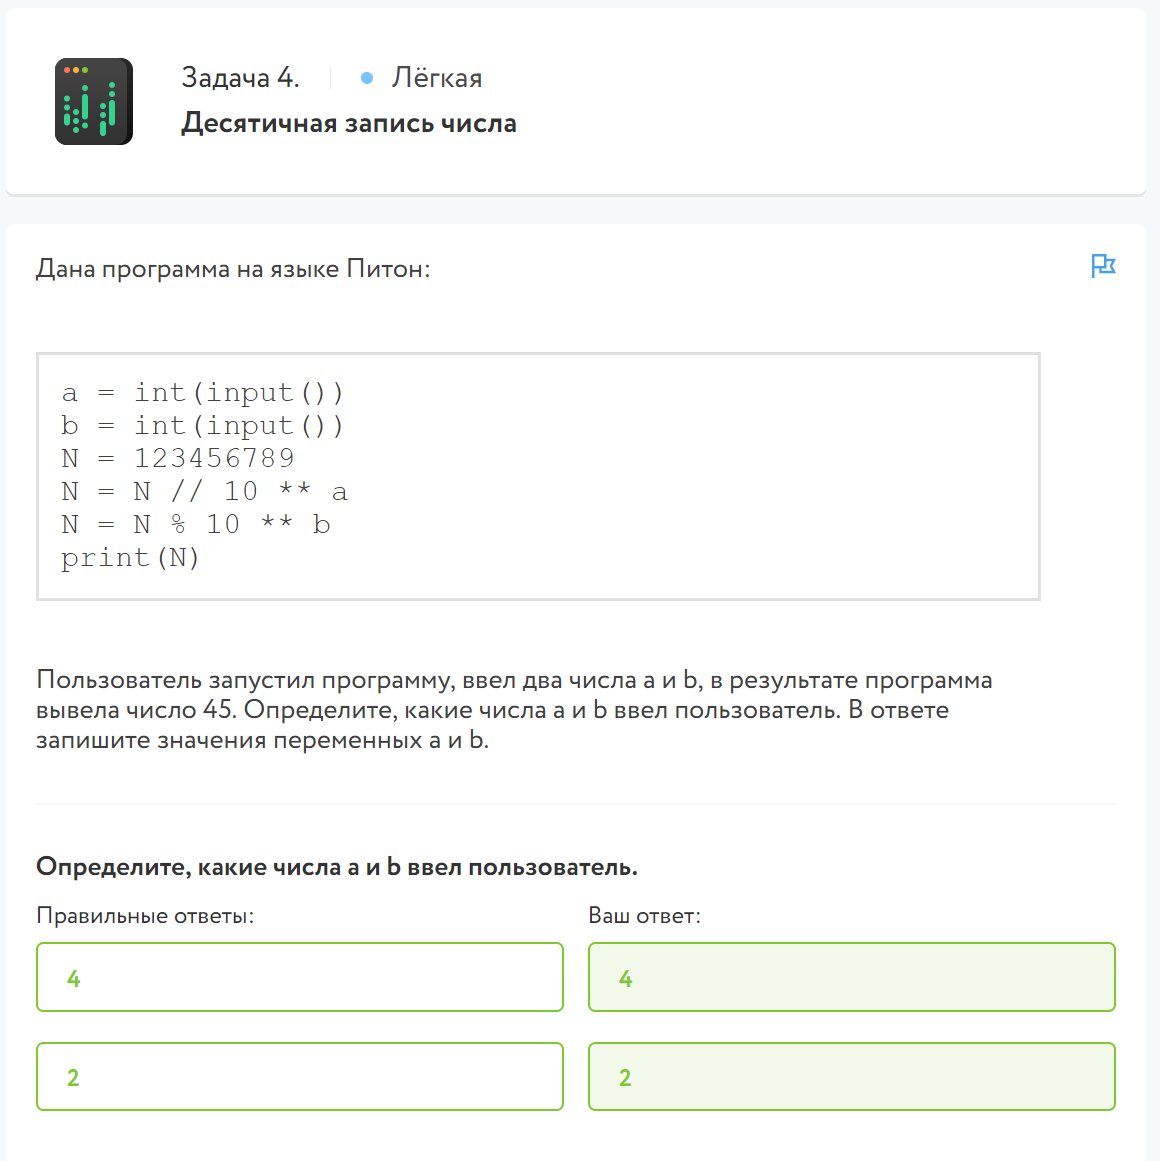 Задача 4.
Лёгкая
Десятичная запись числа
Дана программа на языке Питон:
a = int(input())
b = int(input())
N = 123456789
N = N // 10 ** a
N = N % 10 ** b
print(N)
Пользователь запустил программу, ввел два числа a и b, в результате программа
вывела число 45. Определите, какие числа a и b ввел пользователь. В ответе
запишите значения переменных a и b.
Определите, какие числа a и b ввел пользователь.
Правильные ответы:
Ваш ответ:
4
4
2
2